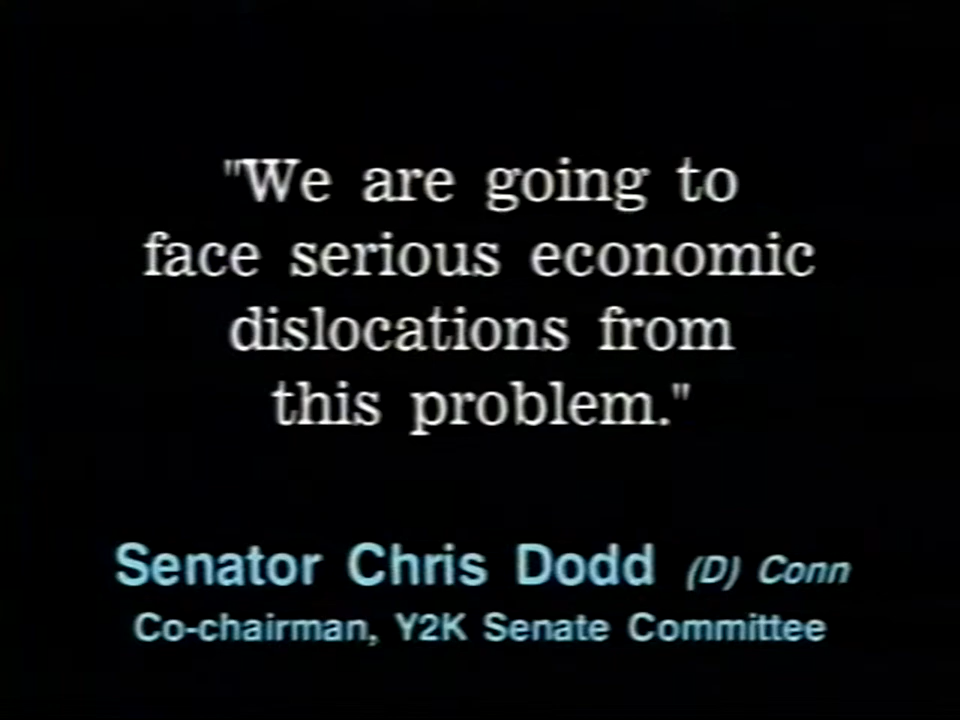 "We are going to
face serious economic
dislocations from
this problem."
Senator Chris Dodd (D) Conn
Co-chairman, Y2K Senate Committee